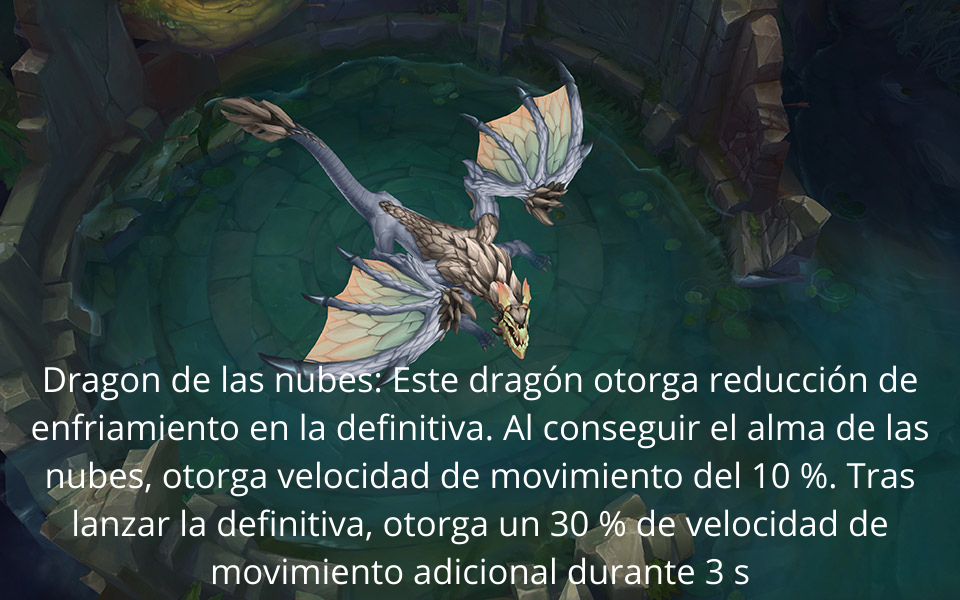 Dragon de las nubes: Este dragón otorga reducción de
enfriamiento en la definitiva. Al conseguir el alma de las
nubes, otorga velocidad de movimiento del 10 %. Tras
lanzar la definitiva, otorga un 30 % de velocidad de
movimiento adicional durante 3 s